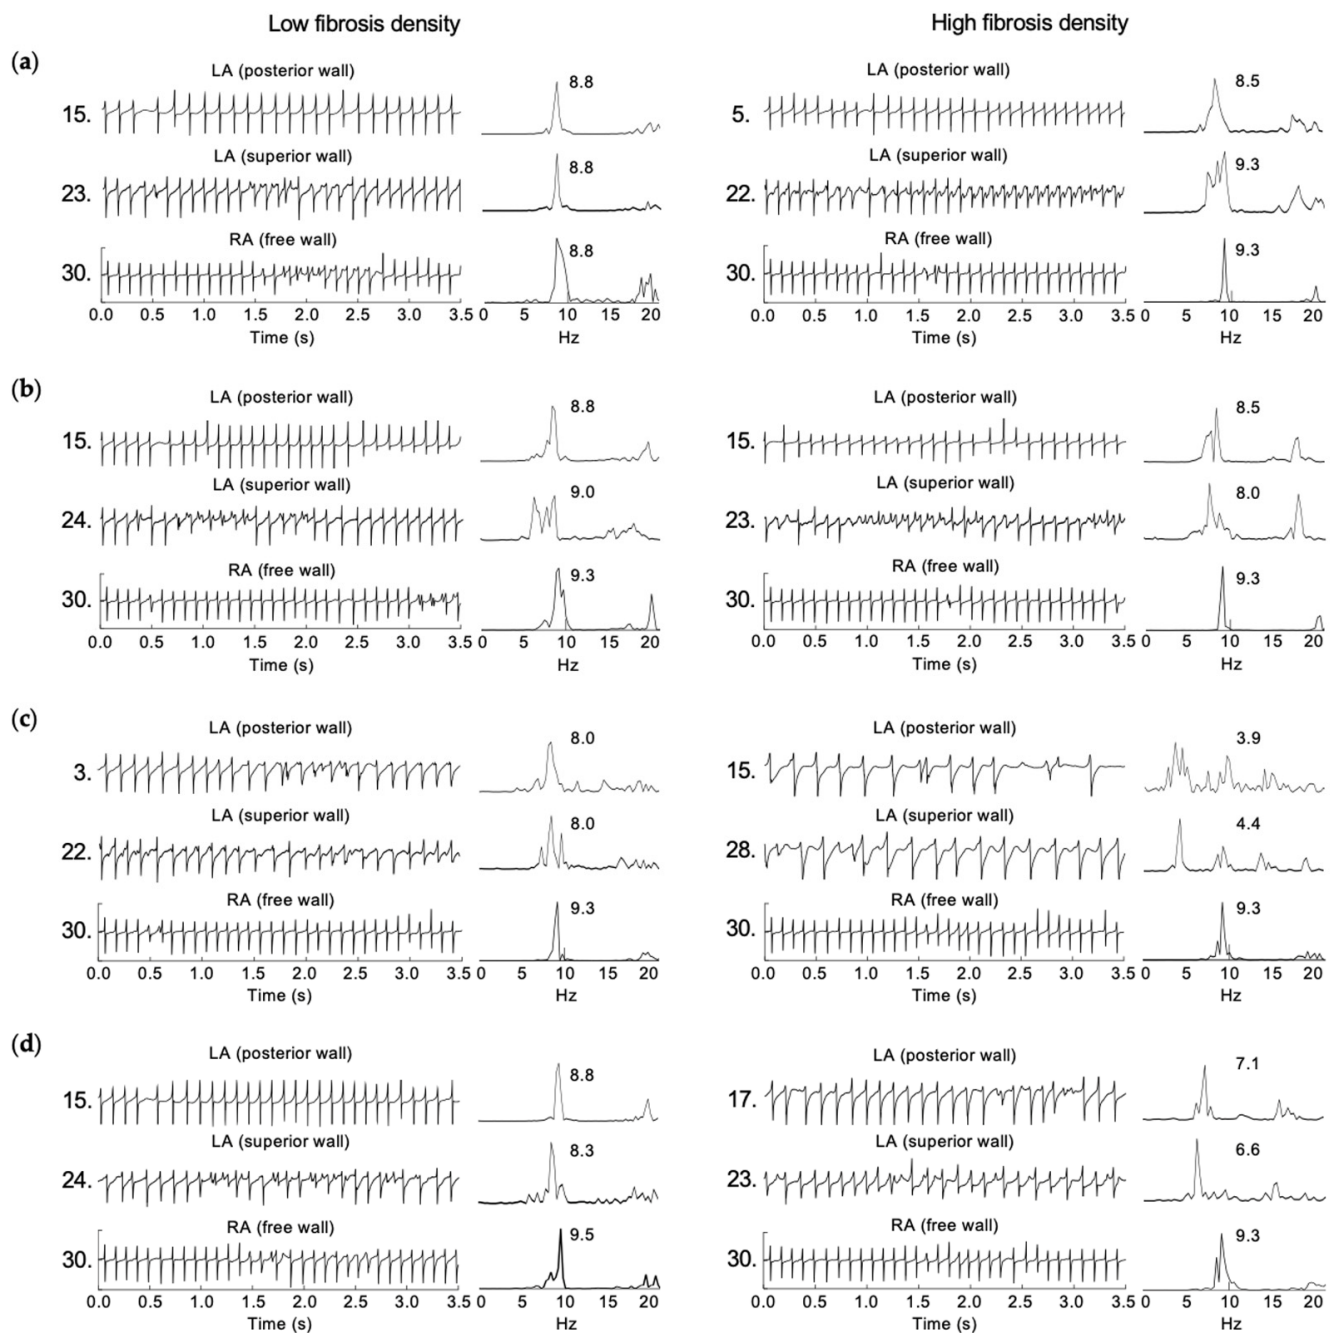 Low fibrosis density High fibrosis density
(a)
LA (posterior wall) LA (posterior wall)
15. 8.8 5. 8.5
LA (superior wall) LA (superior wall)
23. 8.8 22. 9.3
RA (free wall) RA (free wall)
30. 8.8 30. 9.3
0.0 0.5 1.0 1.5 2.0 2.5 3.0 3.5 0 5 10 15 20 0.0 0.5 1.0 1.5 2.0 2.5 3.0 3.5 0 5 10 15 20
Time (s) Hz Time (s) Hz
(b)
LA (posterior wall) LA (posterior wall)
15. 8.8 15. 8.5
LA (superior wall) LA (superior wall)
24. 9.0 23. 8.0
RA (free wall) RA (free wall)
30. 9.3 30. 9.3
0.0 0.5 1.0 1.5 2.0 2.5 3.0 3.5 0 5 10 15 20 0.0 0.5 1.0 1.5 2.0 2.5 3.0 3.5 0 5 10 15 20
Time (s) Hz Time (s) Hz
(c)
LA (posterior wall) LA (posterior wall)
3. 8.0 15. 3.9
LA (superior wall) LA (superior wall)
22. 8.0 28. 4.4
RA (free wall) RA (free wall)
30. 9.3 30. 9.3
0.0 0.5 1.0 1.5 2.0 2.5 3.0 3.5 0 5 10 15 20 0.0 0.5 1.0 1.5 2.0 2.5 3.0 3.5 0 5 10 15 20
Time (s) Hz Time (s) Hz
(d)
LA (posterior wall) LA (posterior wall)
15. 8.8 17. 7.1
LA (superior wall) LA (superior wall)
24. 8.3 23. 6.6
RA (free wall) RA (free wall)
30. 9.5 30. 9.3
0.0 0.5 1.0 1.5 2.0 2.5 3.0 3.5 0 5 10 15 20 0.0 0.5 1.0 1.5 2.0 2.5 3.0 3.5 0 5 10 15 20
Time (s) Hz Time (s) Hz